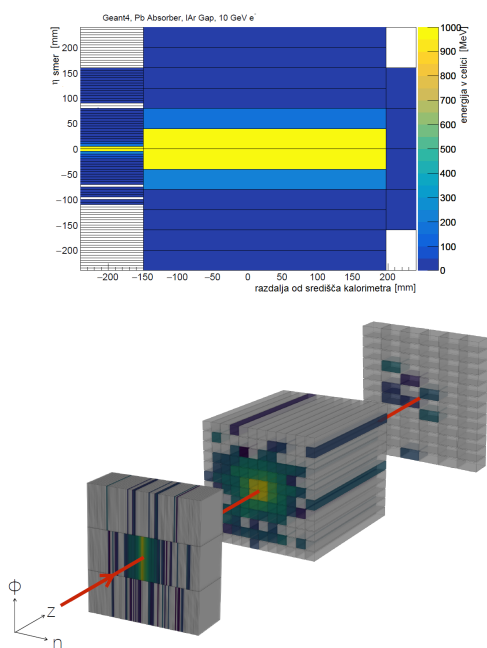 Geant4, Pb Absorber, lAr Gap, 10 GeV e⁻
η smer [mm]
200
150
100
50
0
−50
−100
−150
−200
−200 −150 −100 −50 0 50 100 150 200
razdalja od središča kalorimetra [mm]
1000
900
800
700
600
500
400
300
200
100
0
energija v celici [MeV]
Φ
z
η